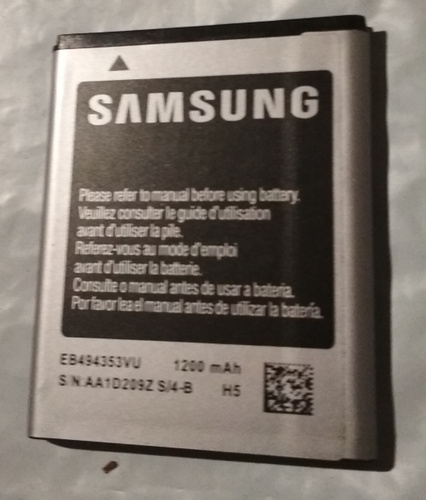 SAMSUNG
Please refer to manual before using battery.
Veuillez consulter le guide d'utilisation
avant d'utiliser la pile.
Referez-vous au mode d'emploi
avant d'utiliser la batterie.
Consulte o manual antes de usar a bateria.
Por favor lea el manual antes de utilizar la batería.
EB494353VU 1200 mAh
S/N:AA1D209Z S/4-B H5